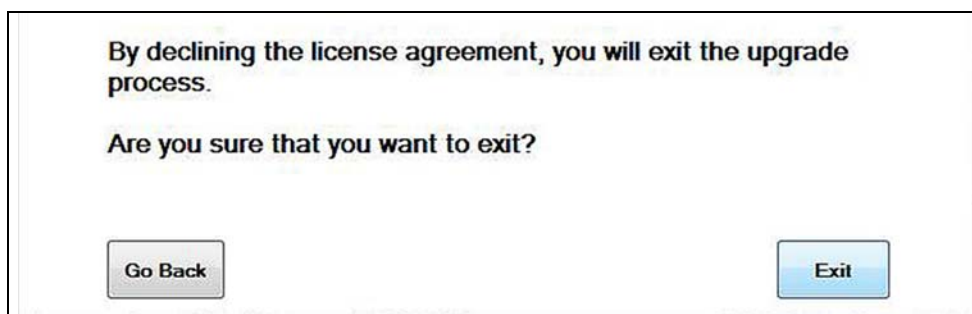 By declining the license agreement, you will exit the upgrade
process.
Are you sure that you want to exit?
Go Back
Exit